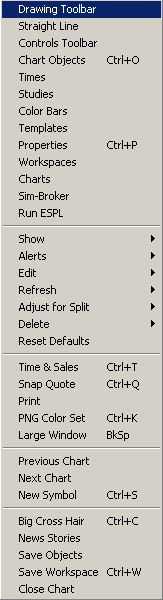 Drawing Toolbar
Straight Line
Controls Toolbar
Chart Objects Ctrl+O
Times
Studies
Color Bars
Templates
Properties Ctrl+P
Workspaces
Charts
Sim-Broker
Run ESPL
Show
Alerts
Edit
Refresh
Adjust for Split
Delete
Reset Defaults
Time & Sales Ctrl+T
Snap Quote Ctrl+Q
Print
PNG Color Set Ctrl+K
Large Window BkSp
Previous Chart
Next Chart
New Symbol Ctrl+S
Big Cross Hair Ctrl+C
News Stories
Save Objects
Save Workspace Ctrl+W
Close Chart